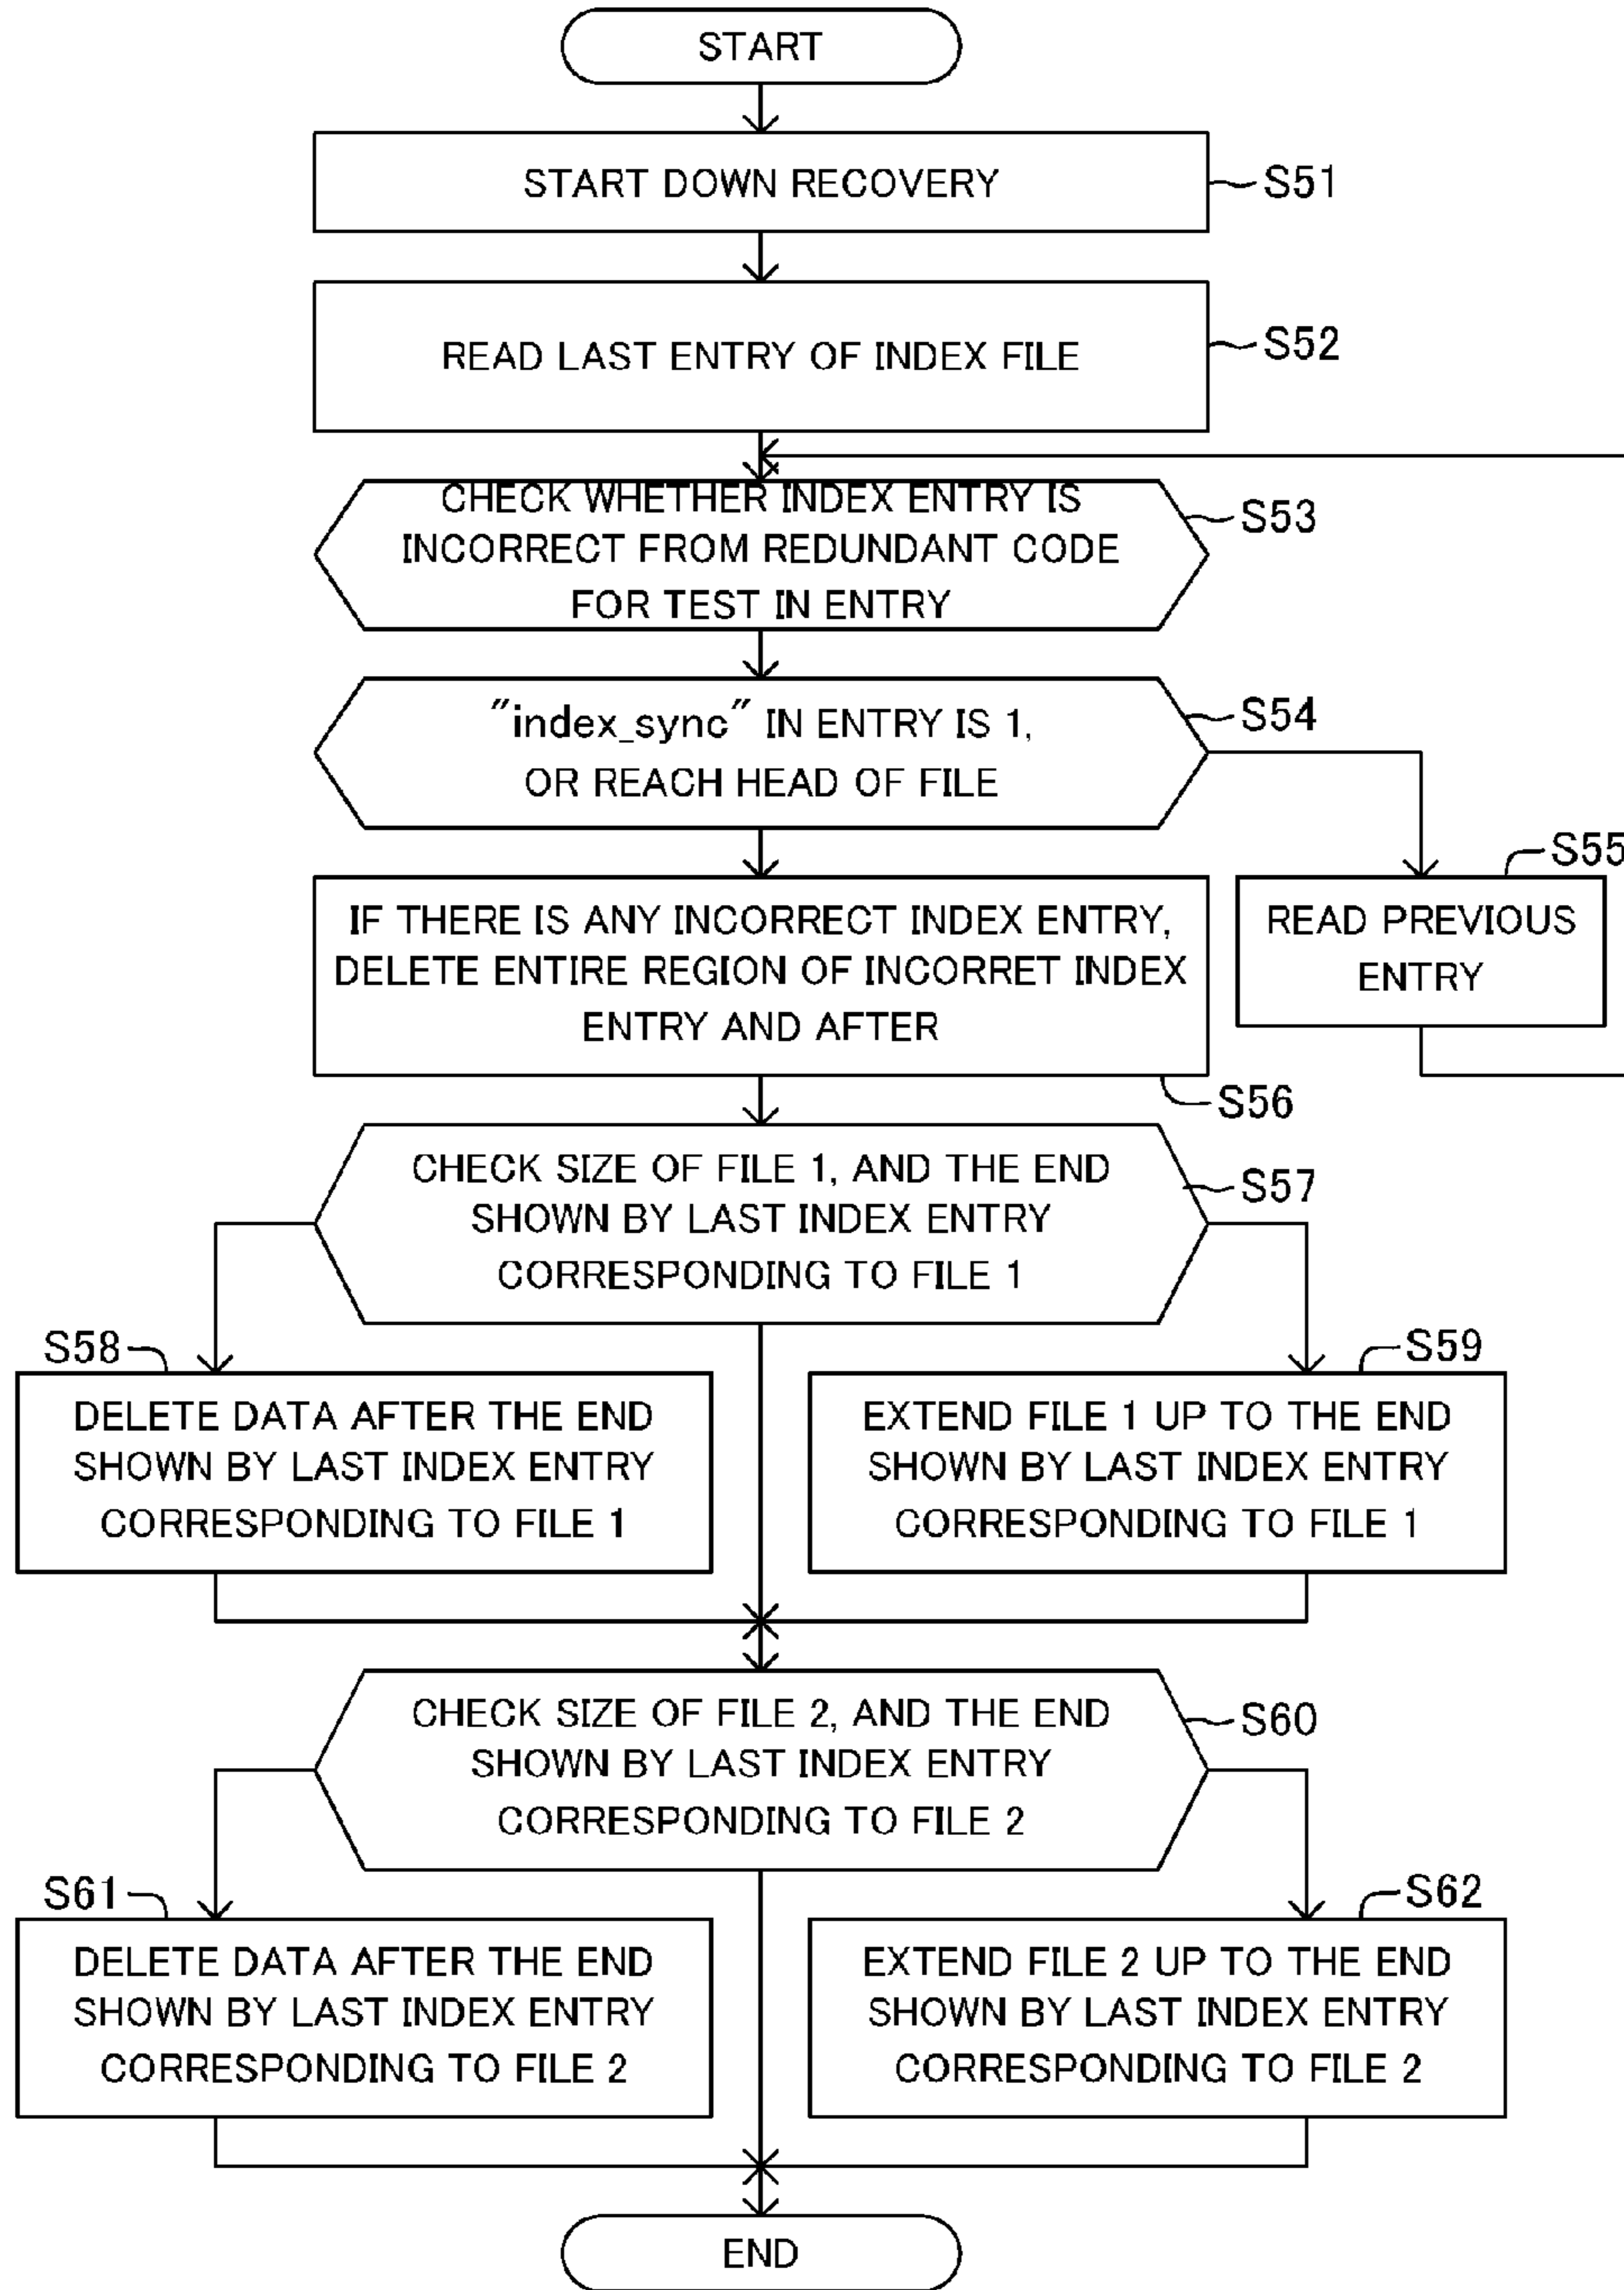 START
START DOWN RECOVERY
S51
READ LAST ENTRY OF INDEX FILE
S52
CHECK WHETHER INDEX ENTRY IS
INCORRECT FROM REDUNDANT CODE
FOR TEST IN ENTRY
S53
"index_sync" IN ENTRY IS 1,
OR REACH HEAD OF FILE
S54
S55
READ PREVIOUS
ENTRY
IF THERE IS ANY INCORRECT INDEX ENTRY,
DELETE ENTIRE REGION OF INCORRET INDEX
ENTRY AND AFTER
S56
CHECK SIZE OF FILE 1, AND THE END
SHOWN BY LAST INDEX ENTRY
CORRESPONDING TO FILE 1
S57
S58
DELETE DATA AFTER THE END
SHOWN BY LAST INDEX ENTRY
CORRESPONDING TO FILE 1
S59
EXTEND FILE 1 UP TO THE END
SHOWN BY LAST INDEX ENTRY
CORRESPONDING TO FILE 1
CHECK SIZE OF FILE 2, AND THE END
SHOWN BY LAST INDEX ENTRY
CORRESPONDING TO FILE 2
S60
S61
DELETE DATA AFTER THE END
SHOWN BY LAST INDEX ENTRY
CORRESPONDING TO FILE 2
S62
EXTEND FILE 2 UP TO THE END
SHOWN BY LAST INDEX ENTRY
CORRESPONDING TO FILE 2
END